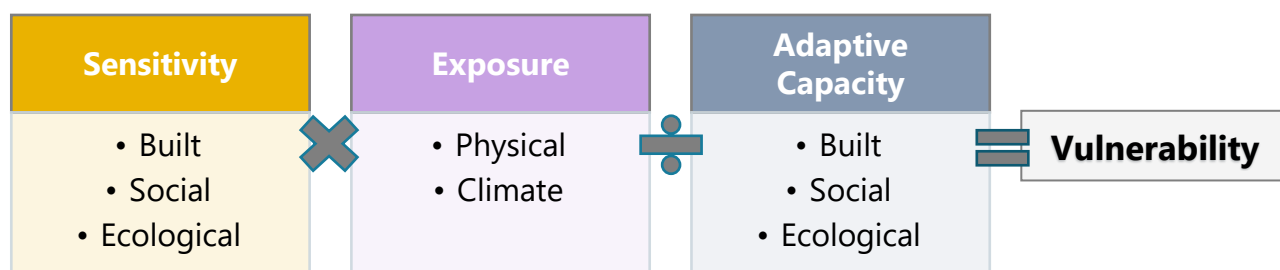 Sensitivity
• Built
• Social
• Ecological
Exposure
• Physical
• Climate
Adaptive
Capacity
• Built
• Social
• Ecological
Vulnerability